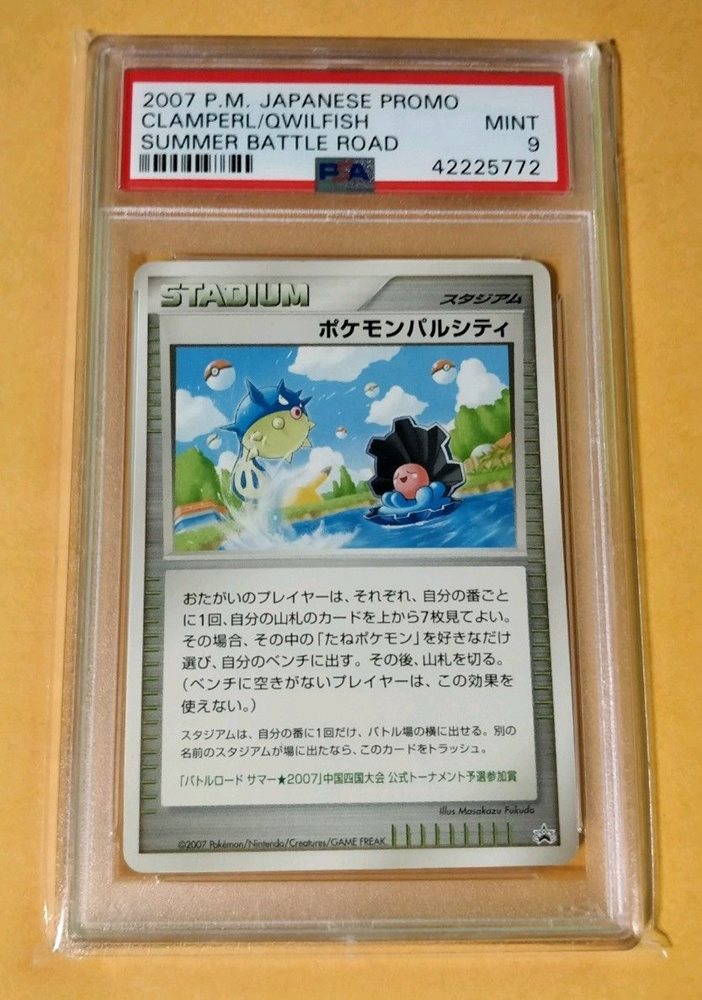 2007 P.M. JAPANESE PROMO
CLAMPERL/QWILFISH MINT
SUMMER BATTLE ROAD 9
PSA 42225772
STADIUM スタジアム
ポケモンパルシティ
おたがいのプレイヤーは、それぞれ、自分の番ごと
に1回、自分の山札のカードを上から7枚見てよい。
その場合、その中の「たねポケモン」を好きなだけ
選び、自分のベンチに出す。その後、山札を切る。
(ベンチに空きがないプレイヤーは、この効果を
使えない。)
スタジアムは、自分の番に1回だけ、バトル場の横に出せる。別の
名前のスタジアムが場に出たなら、このカードをトラッシュ。
「バトルロード サマー★2007」中国四国大会 公式トーナメント予選参加賞
Illus Masakazu Fukuda
©2007 Pokémon/Nintendo/Creatures/GAME FREAK